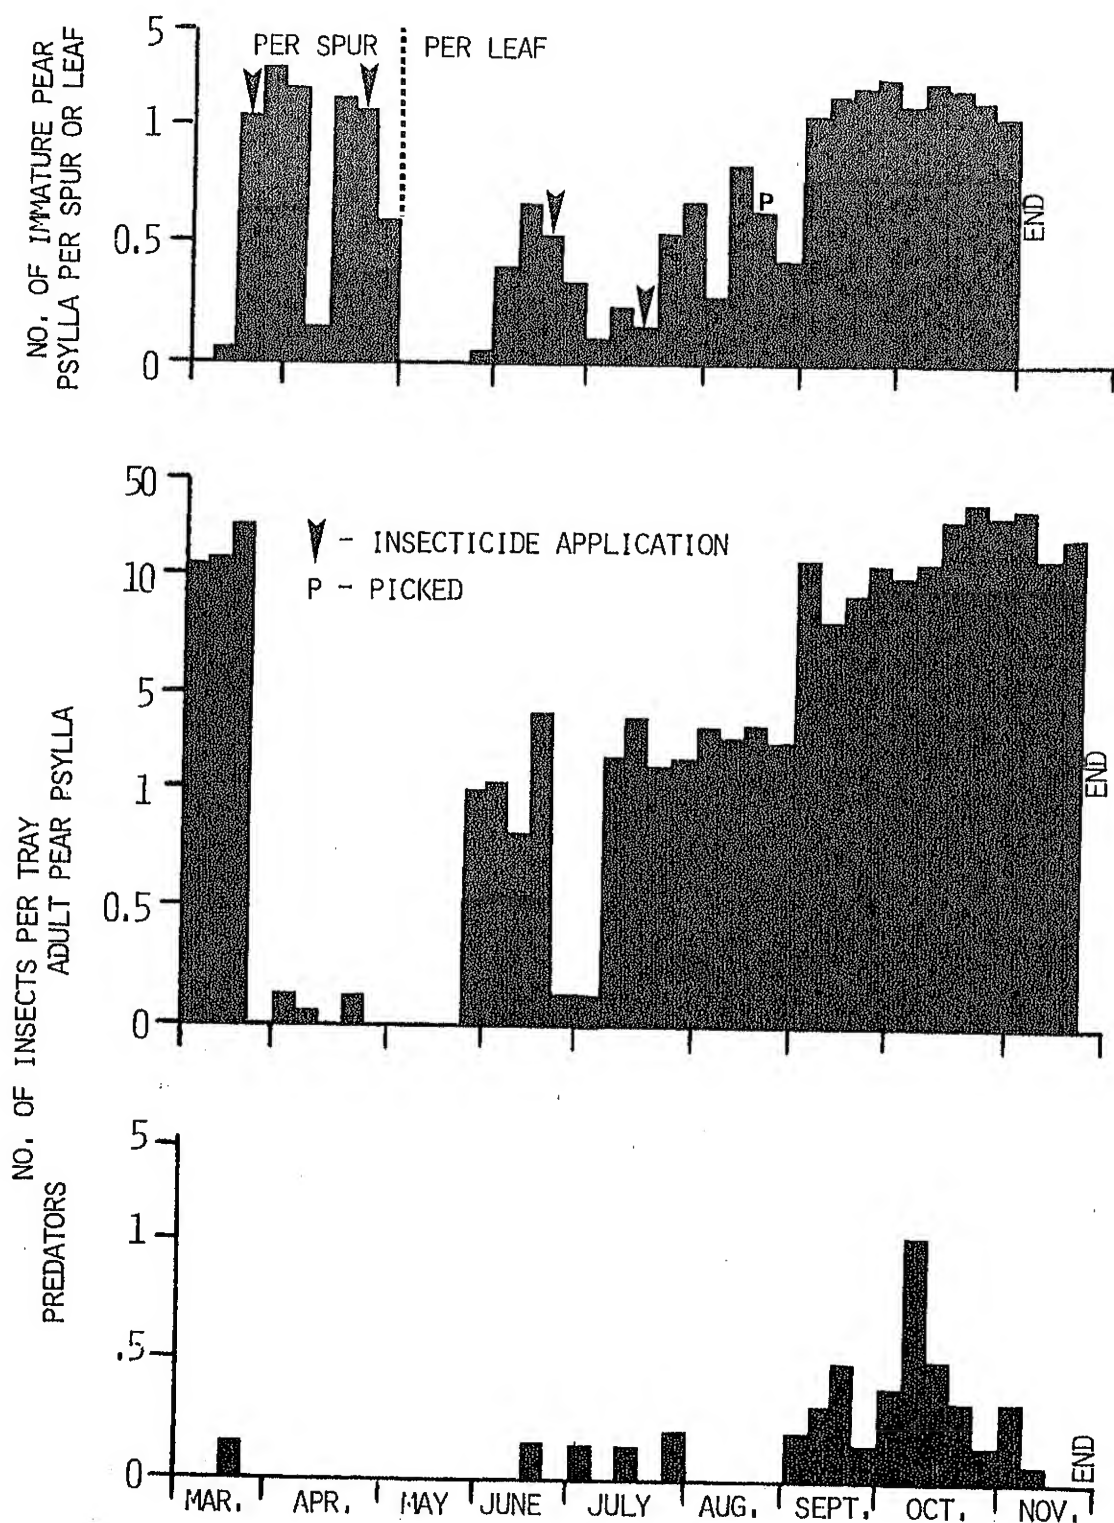 NO. OF IMMATURE PEAR
PSYLLA PER SPUR OR LEAF
5
1
0.5
0
PER SPUR
PER LEAF
P
END
NO. OF INSECTS PER TRAY
ADULT PEAR PSYLLA
50
10
5
1
0.5
0
- INSECTICIDE APPLICATION
P - PICKED
END
PREDATORS
5
1
.5
0
END
MAR. APR. MAY JUNE JULY AUG. SEPT. OCT. NOV.